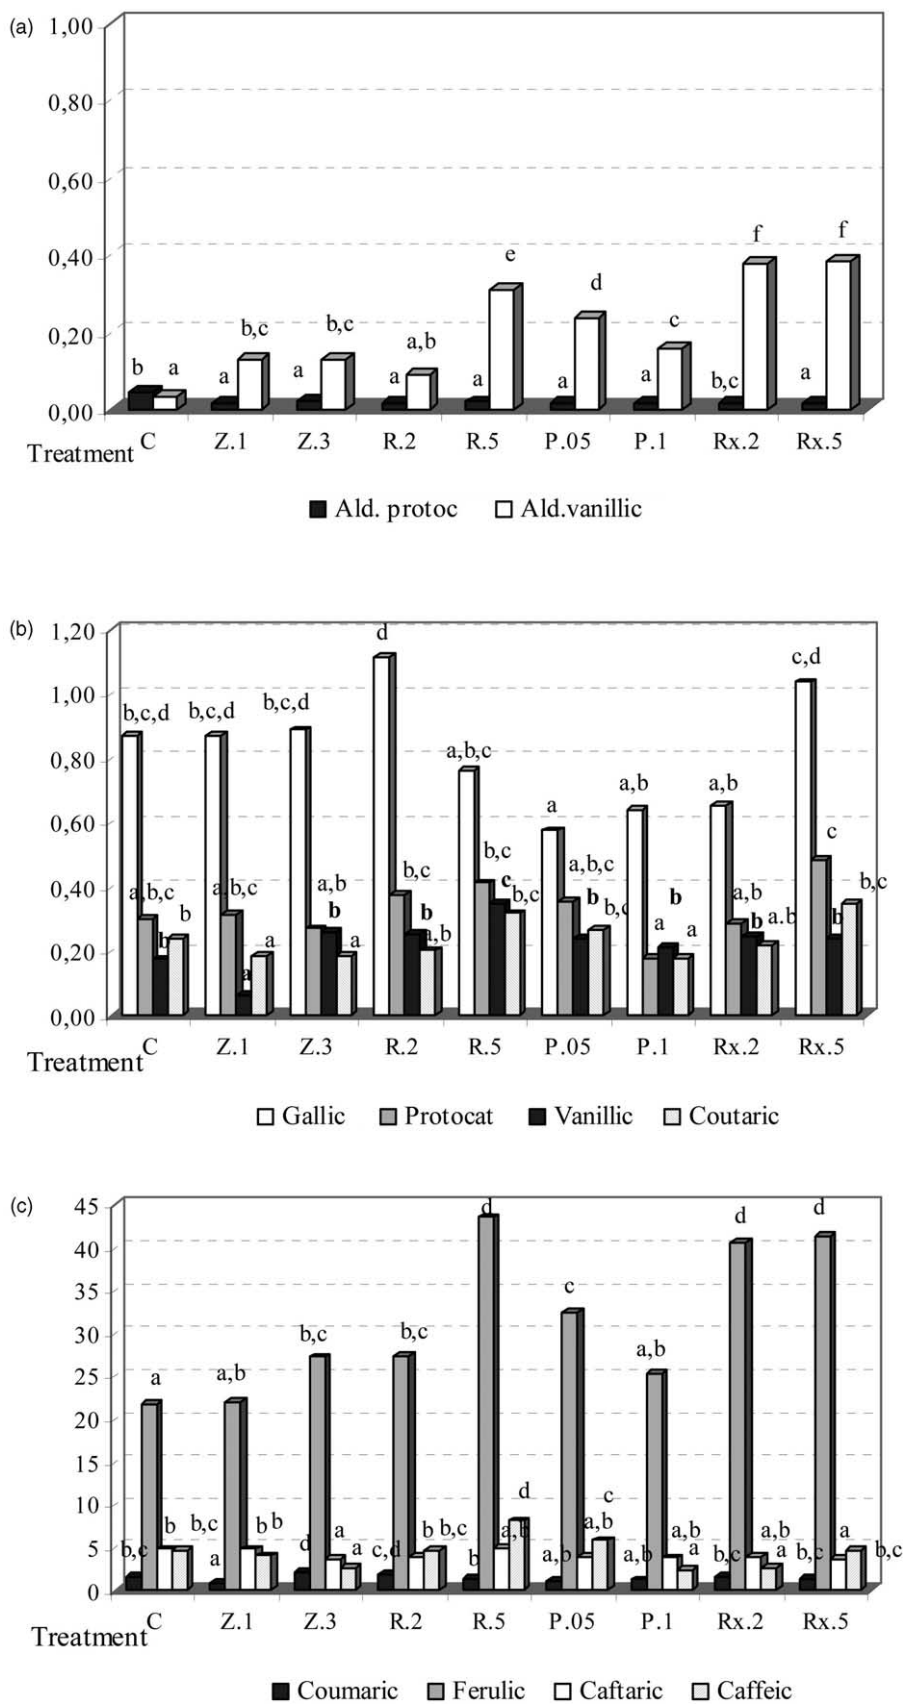 (a)
1,00
0,80
0,60
0,40
0,20
0,00
b a a b,c a b,c a a,b a e a d a c b,c f a f
Treatment C Z.1 Z.3 R.2 R.5 P.05 P.1 Rx.2 Rx.5
Ald. protoc Ald.vanillic
(b)
1,20
1,00
0,80
0,60
0,40
0,20
0,00
b,c,d a,b,c b b b,c,d a,b,c a a b,c,d a,b b a d b,c b a,b a,b,c b,c c b,c a a,b,c b b,c a,b a b a a,b a,b b a.b c,d c b b,c
Treatment C Z.1 Z.3 R.2 R.5 P.05 P.1 Rx.2 Rx.5
Gallic Protocat Vanillic Coutaric
(c)
45
40
35
30
25
20
15
10
5
0
b,c a b b,c a a,b b b d b,c a a c,d b,c b b,c b d a,b d a,b c a,b c a,b a,b a,b a b,c d a,b a b,c d a b,c
Treatment C Z.1 Z.3 R.2 R.5 P.05 P.1 Rx.2 Rx.5
Coumaric Ferulic Caftaric Caffeic